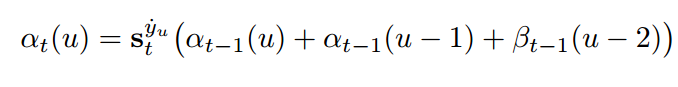 αₜ(u) = sₜ^{ẏᵤ} (αₜ₋₁(u) + αₜ₋₁(u − 1) + βₜ₋₁(u − 2))